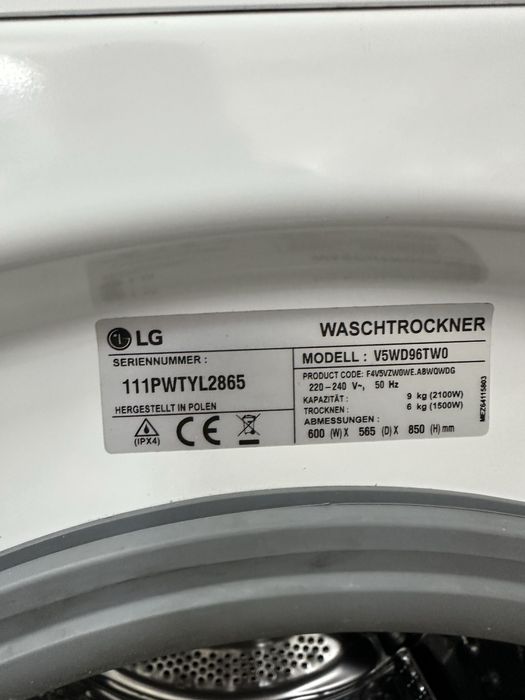 LG
WASCHTROCKNER
SERIENNUMMER :
111PWTYL2865
HERGESTELLT IN POLEN
(IPX4)
CE
MODELL : V5WD96TW0
PRODUCT CODE: F4V5VZW0WE.ABWQWDG
220-240 V~, 50 Hz
KAPAZITÄT : 9 kg (2100W)
TROCKNEN : 6 kg (1500W)
ABMESSUNGEN :
600 (W) X 565 (D) X 850 (H) mm
MEZ64115803